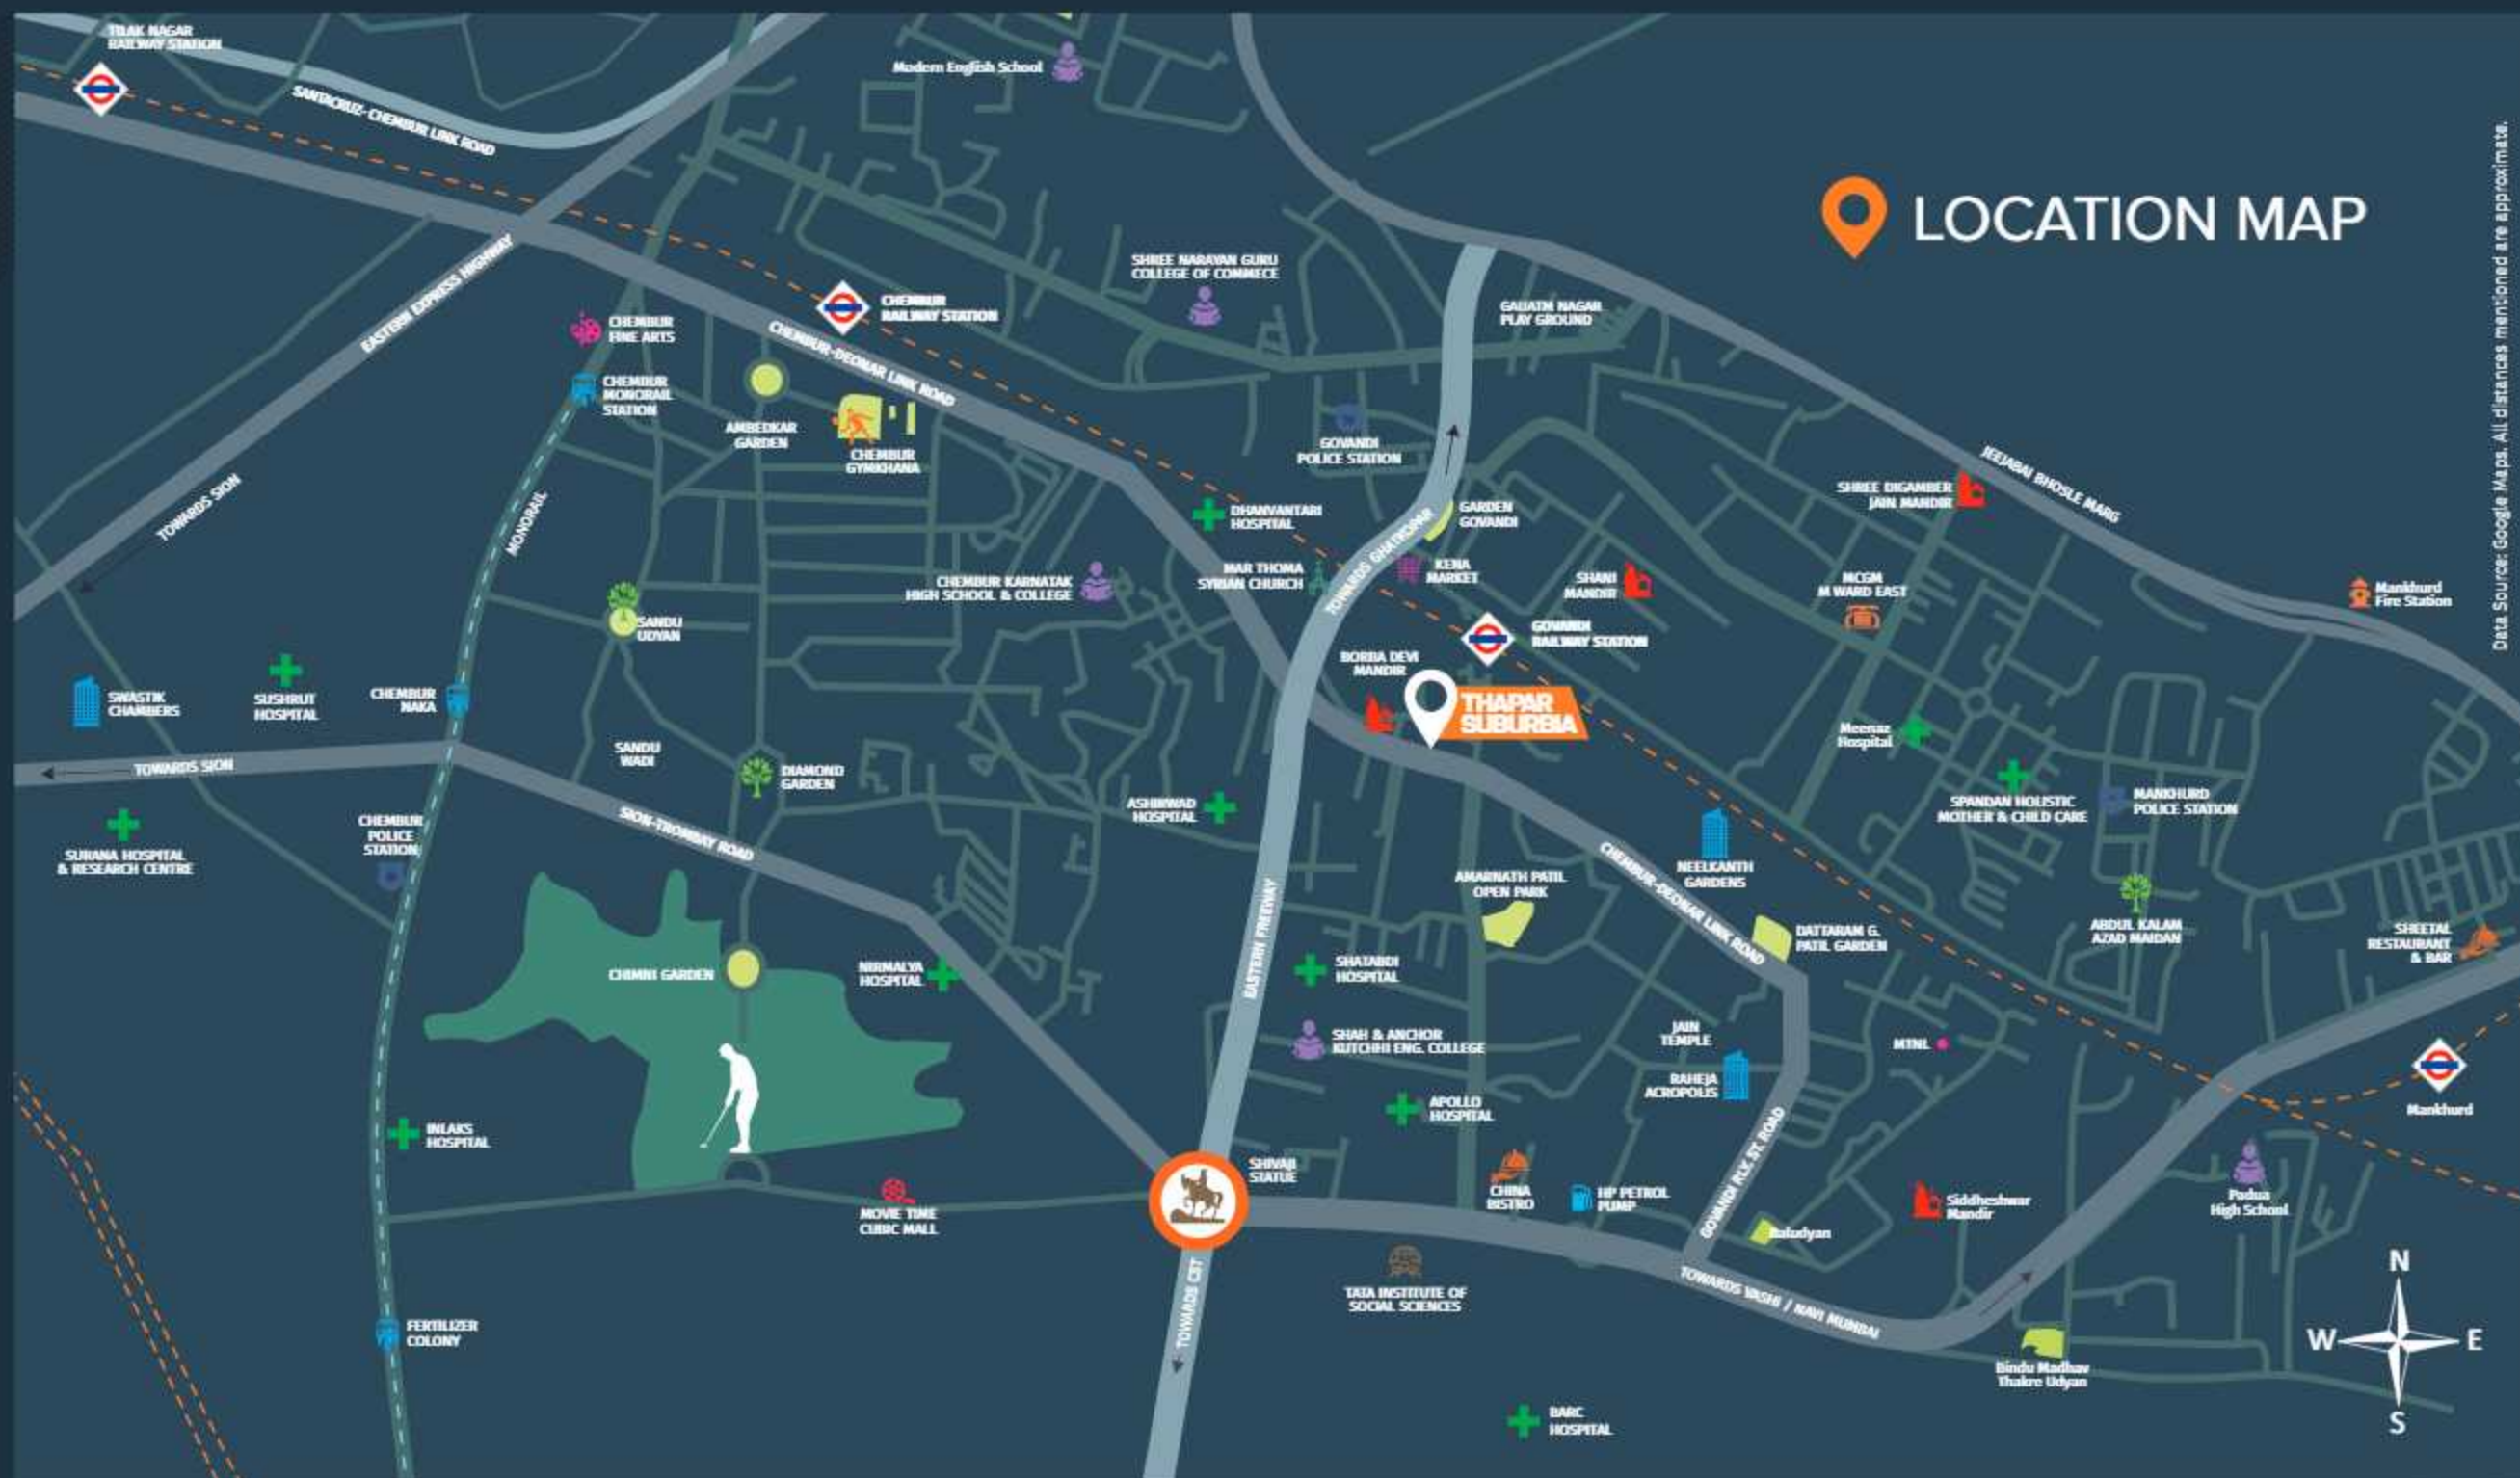 TILAK NAGAR
RAILWAY STATION
SANTACRUZ- CHEMBUR LINK ROAD
Modern English School
LOCATION MAP
Data Source: Google Maps. All distances mentioned are approximate.
EASTERN EXPRESS HIGHWAY
TOWARDS SION
CHEMBUR
FINE ARTS
CHEMBUR
RAILWAY STATION
CHEMBUR-DEONAR LINK ROAD
SHREE NARAYAN GURU
COLLEGE OF COMMECE
GAUATM NAGAR
PLAY GROUND
CHEMBUR
MONORAIL
STATION
MONORAIL
AMBEDKAR
GARDEN
CHEMBUR
GYMKHANA
GOVANDI
POLICE STATION
JEEJABAI BHOSLE MARG
SHREE DIGAMBER
JAIN MANDIR
DHANVANTARI
HOSPITAL
GARDEN
GOVANDI
TOWARDS GHATKOPAR
MAR THOMA
SYRIAN CHURCH
KENA
MARKET
SHANI
MANDIR
MCGM
M WARD EAST
Mankhurd
Fire Station
CHEMBUR KARNATAK
HIGH SCHOOL & COLLEGE
SANDU
UDYAN
GOVANDI
RAILWAY STATION
BORBA DEVI
MANDIR
THAPAR
SUBURBIA
SWASTIK
CHAMBERS
SUSHRUT
HOSPITAL
CHEMBUR
NAKA
TOWARDS SION
SANDU
WADI
DIAMOND
GARDEN
Meenaz
Hospital
SPANDAN HOLISTIC
MOTHER & CHILD CARE
MANKHURD
POLICE STATION
ASHIRWAD
HOSPITAL
SION-TROMBAY ROAD
SURANA HOSPITAL
& RESEARCH CENTRE
CHEMBUR
POLICE
STATION
NEELKANTH
GARDENS
CHEMBUR-DEONAR LINK ROAD
AMARNATH PATIL
OPEN PARK
EASTERN FREEWAY
DATTARAM G.
PATIL GARDEN
ABDUL KALAM
AZAD MAIDAN
SHEETAL
RESTAURANT
& BAR
CHIMNI GARDEN
NIRMALYA
HOSPITAL
SHATABDI
HOSPITAL
SHAH & ANCHOR
KUTCHHI ENG. COLLEGE
JAIN
TEMPLE
MTNL
RAHEJA
ACROPOLIS
APOLLO
HOSPITAL
Mankhurd
INLAKS
HOSPITAL
GOVANDI RLY. ST. ROAD
SHIVAJI
STATUE
CHINA
BISTRO
HP PETROL
PUMP
Siddheshwar
Mandir
Padua
High School
MOVIE TIME
CUBIC MALL
Baludyan
TATA INSTITUTE OF
SOCIAL SCIENCES
TOWARDS VASHI / NAVI MUMBAI
TOWARDS CST
FERTILIZER
COLONY
Bindu Madhav
Thakre Udyan
BARC
HOSPITAL
N
W
E
S